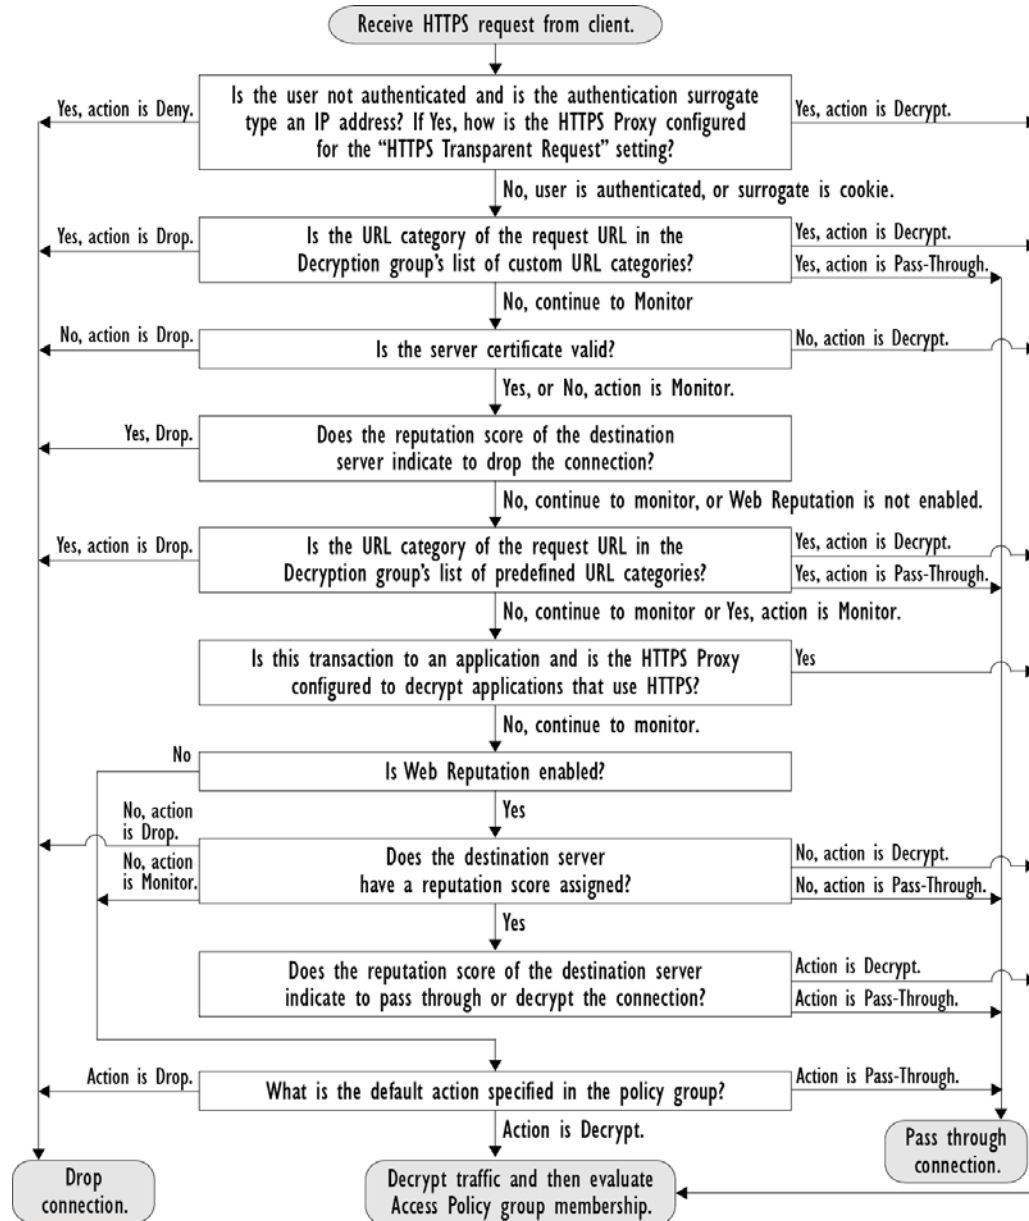 Receive HTTPS request from client.
Yes, action is Deny.
Is the user not authenticated and is the authentication surrogate
type an IP address? If Yes, how is the HTTPS Proxy configured
for the “HTTPS Transparent Request” setting?
Yes, action is Decrypt.
No, user is authenticated, or surrogate is cookie.
Yes, action is Drop.
Is the URL category of the request URL in the
Decryption group’s list of custom URL categories?
Yes, action is Decrypt.
Yes, action is Pass-Through.
No, continue to Monitor
No, action is Drop.
Is the server certificate valid?
No, action is Decrypt.
Yes, or No, action is Monitor.
Yes, Drop.
Does the reputation score of the destination
server indicate to drop the connection?
No, continue to monitor, or Web Reputation is not enabled.
Yes, action is Drop.
Is the URL category of the request URL in the
Decryption group’s list of predefined URL categories?
Yes, action is Decrypt.
Yes, action is Pass-Through.
No, continue to monitor or Yes, action is Monitor.
Is this transaction to an application and is the HTTPS Proxy
configured to decrypt applications that use HTTPS?
Yes
No, continue to monitor.
No
Is Web Reputation enabled?
Yes
No, action
is Drop.
No, action
is Monitor.
Does the destination server
have a reputation score assigned?
No, action is Decrypt.
No, action is Pass-Through.
Yes
Does the reputation score of the destination server
indicate to pass through or decrypt the connection?
Action is Decrypt.
Action is Pass-Through.
Action is Drop.
What is the default action specified in the policy group?
Action is Pass-Through.
Action is Decrypt.
Drop
connection.
Decrypt traffic and then evaluate
Access Policy group membership.
Pass through
connection.